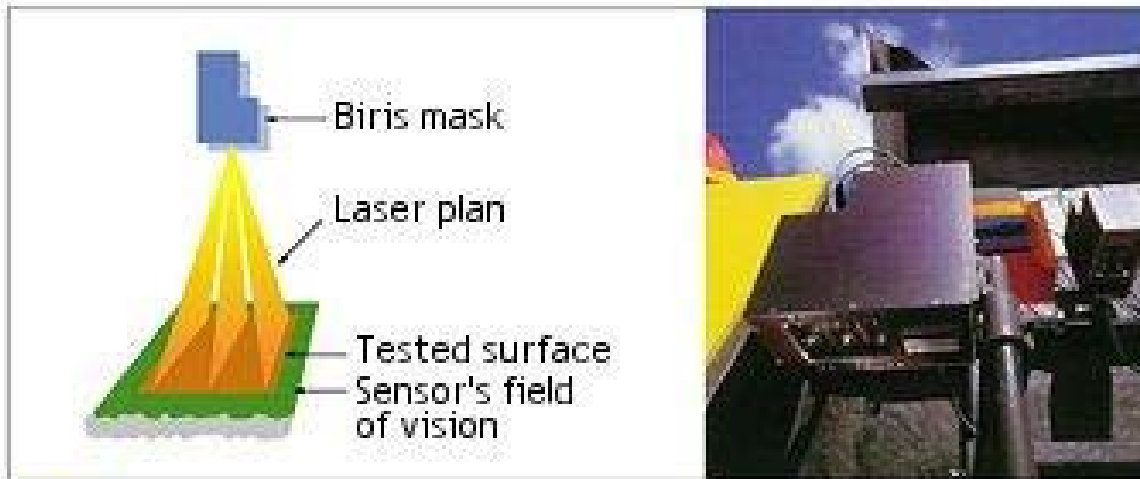 Biris mask
Laser plan
Tested surface
Sensor's field
of vision